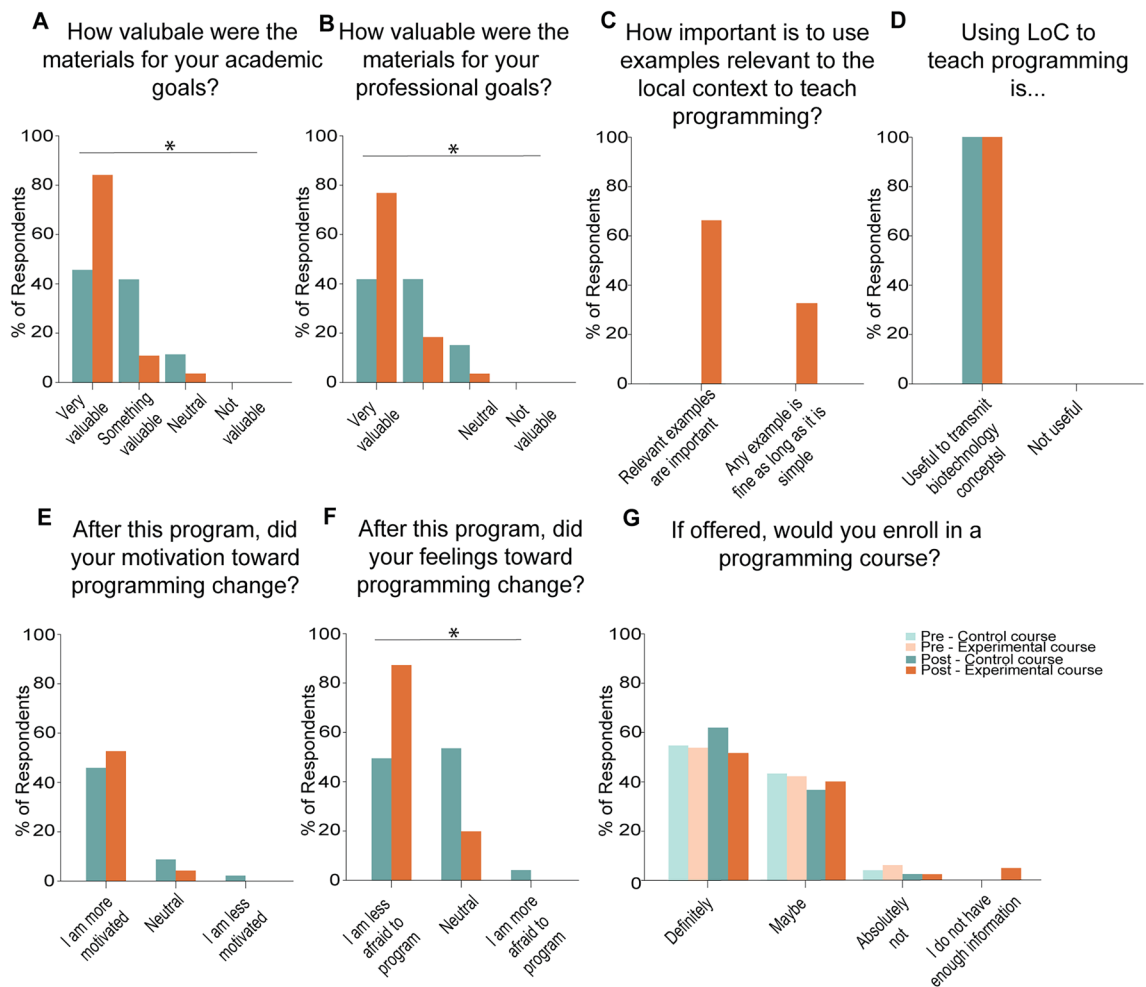 A
How valubale were the
materials for your academic
goals?
% of Respondents
100
80
60
40
20
0
*
Very
valuable
Something
valuable
Neutral
Not
valuable
B
How valuable were the
materials for your
professional goals?
% of Respondents
100
80
60
40
20
0
*
Very
valuable
Neutral
Not
valuable
C
How important is to use
examples relevant to the
local context to teach
programming?
% of Respondents
100
80
60
40
20
0
Relevant examples
are important
Any example is
fine as long as it is
simple
D
Using LoC to
teach programming
is...
% of Respondents
100
80
60
40
20
0
Useful to transmit
biotechnology
conceptsl
Not useful
E
After this program, did
your motivation toward
programming change?
% of Respondents
100
80
60
40
20
0
I am more
motivated
Neutral
I am less
motivated
F
After this program, did
your feelings toward
programming change?
% of Respondents
100
80
60
40
20
0
*
I am less
afraid to
program
Neutral
I am more
afraid to
program
G
If offered, would you enroll in a
programming course?
% of Respondents
100
80
60
40
20
0
Pre - Control course
Pre - Experimental course
Post - Control course
Post - Experimental course
Definitely
Maybe
Absolutely
not
I do not have
enough information